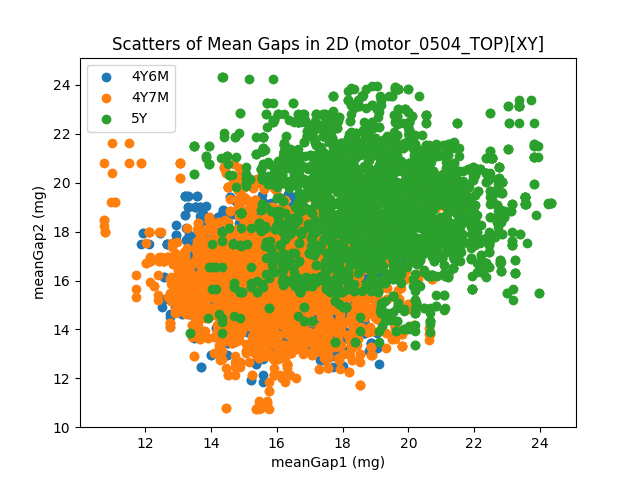 Scatters of Mean Gaps in 2D (motor_0504_TOP)[XY]
4Y6M
4Y7M
5Y
24
22
20
18
16
14
12
10
meanGap2 (mg)
12 14 16 18 20 22 24
meanGap1 (mg)